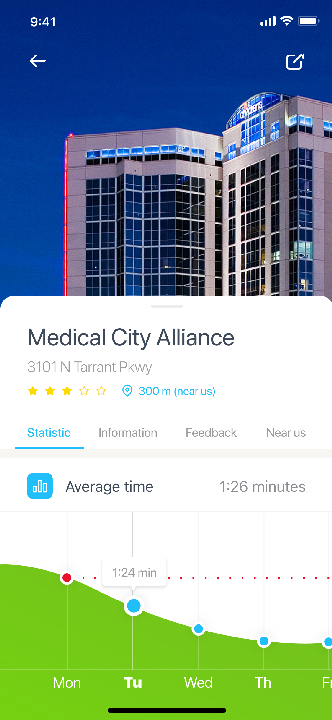 9:41
Medical City Alliance
3101 N Tarrant Pkwy
300 m (near us)
Statistic Information Feedback Near us
Average time 1:26 minutes
1:24 min
Mon Tu Wed Th Fr